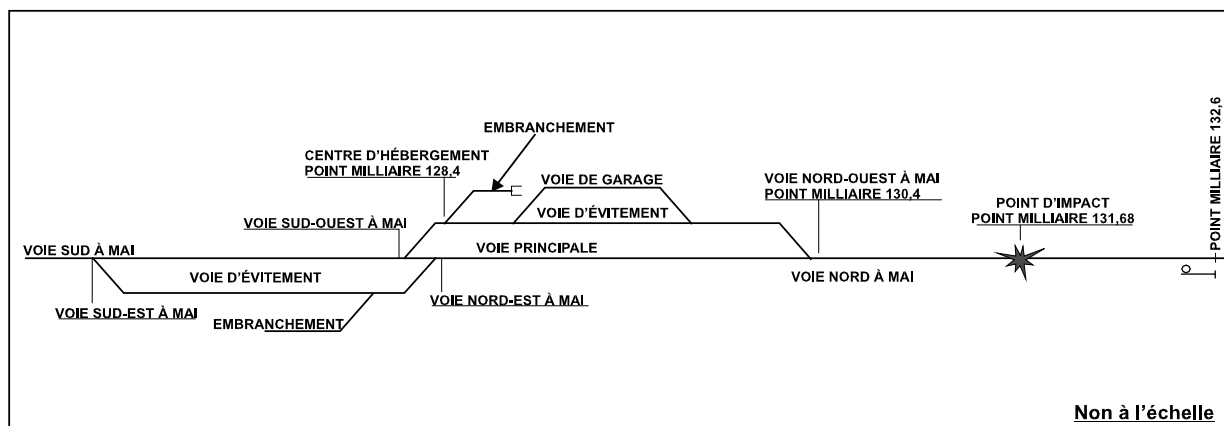 EMBRANCHEMENT
CENTRE D'HÉBERGEMENT
POINT MILLIAIRE 128,4
VOIE DE GARAGE
VOIE NORD-OUEST À MAI
POINT MILLIAIRE 130,4
POINT MILLIAIRE 132,6
POINT D'IMPACT
POINT MILLIAIRE 131,68
VOIE SUD-OUEST À MAI
VOIE D'ÉVITEMENT
VOIE SUD À MAI
VOIE PRINCIPALE
VOIE D'ÉVITEMENT
VOIE NORD À MAI
VOIE SUD-EST À MAI
VOIE NORD-EST À MAI
EMBRANCHEMENT
Non à l'échelle